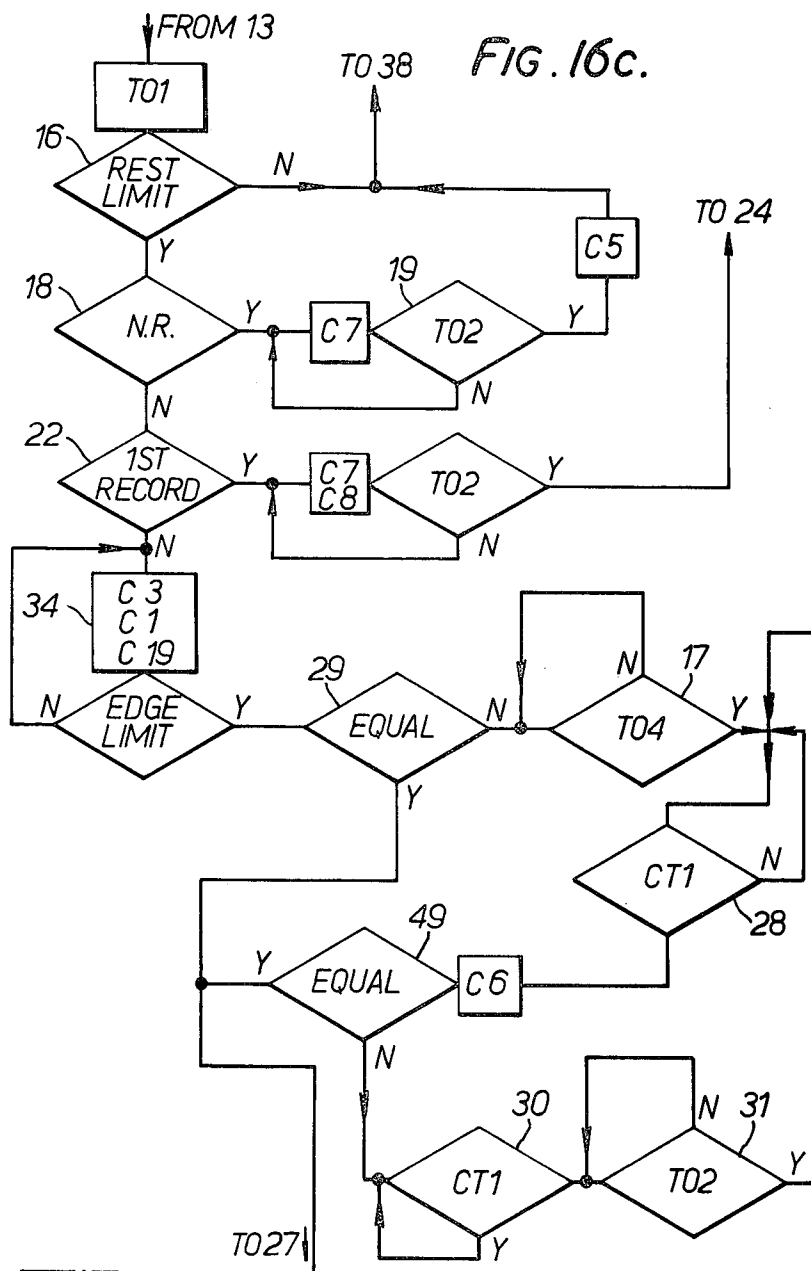 FROM 13
FIG. 16c.
TO 38
T01
16
REST
LIMIT
N
Y
TO 24
C5
18
N.R.
Y
19
C7
T02
Y
N
N
22
1ST
RECORD
Y
C7
C8
T02
Y
N
N
34
C3
C1
C19
EDGE
LIMIT
N
Y
29
EQUAL
N
Y
N
17
T04
Y
CT1
N
28
49
Y
EQUAL
C6
N
30
CT1
Y
N
31
T02
Y
TO 27